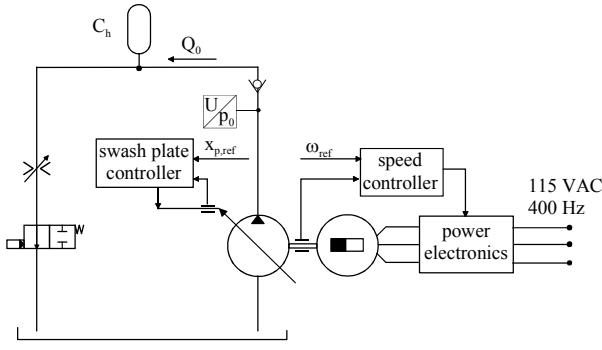 C_h
Q_0
U
p_0
swash plate
controller
x_p,ref
ω_ref
speed
controller
115 VAC
400 Hz
power
electronics